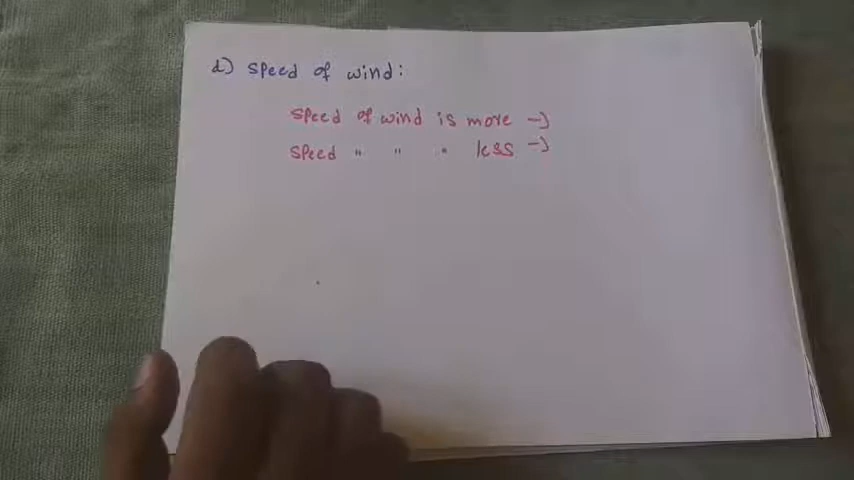 d) Speed of wind:
Speed of wind is more →
Speed " " " less →